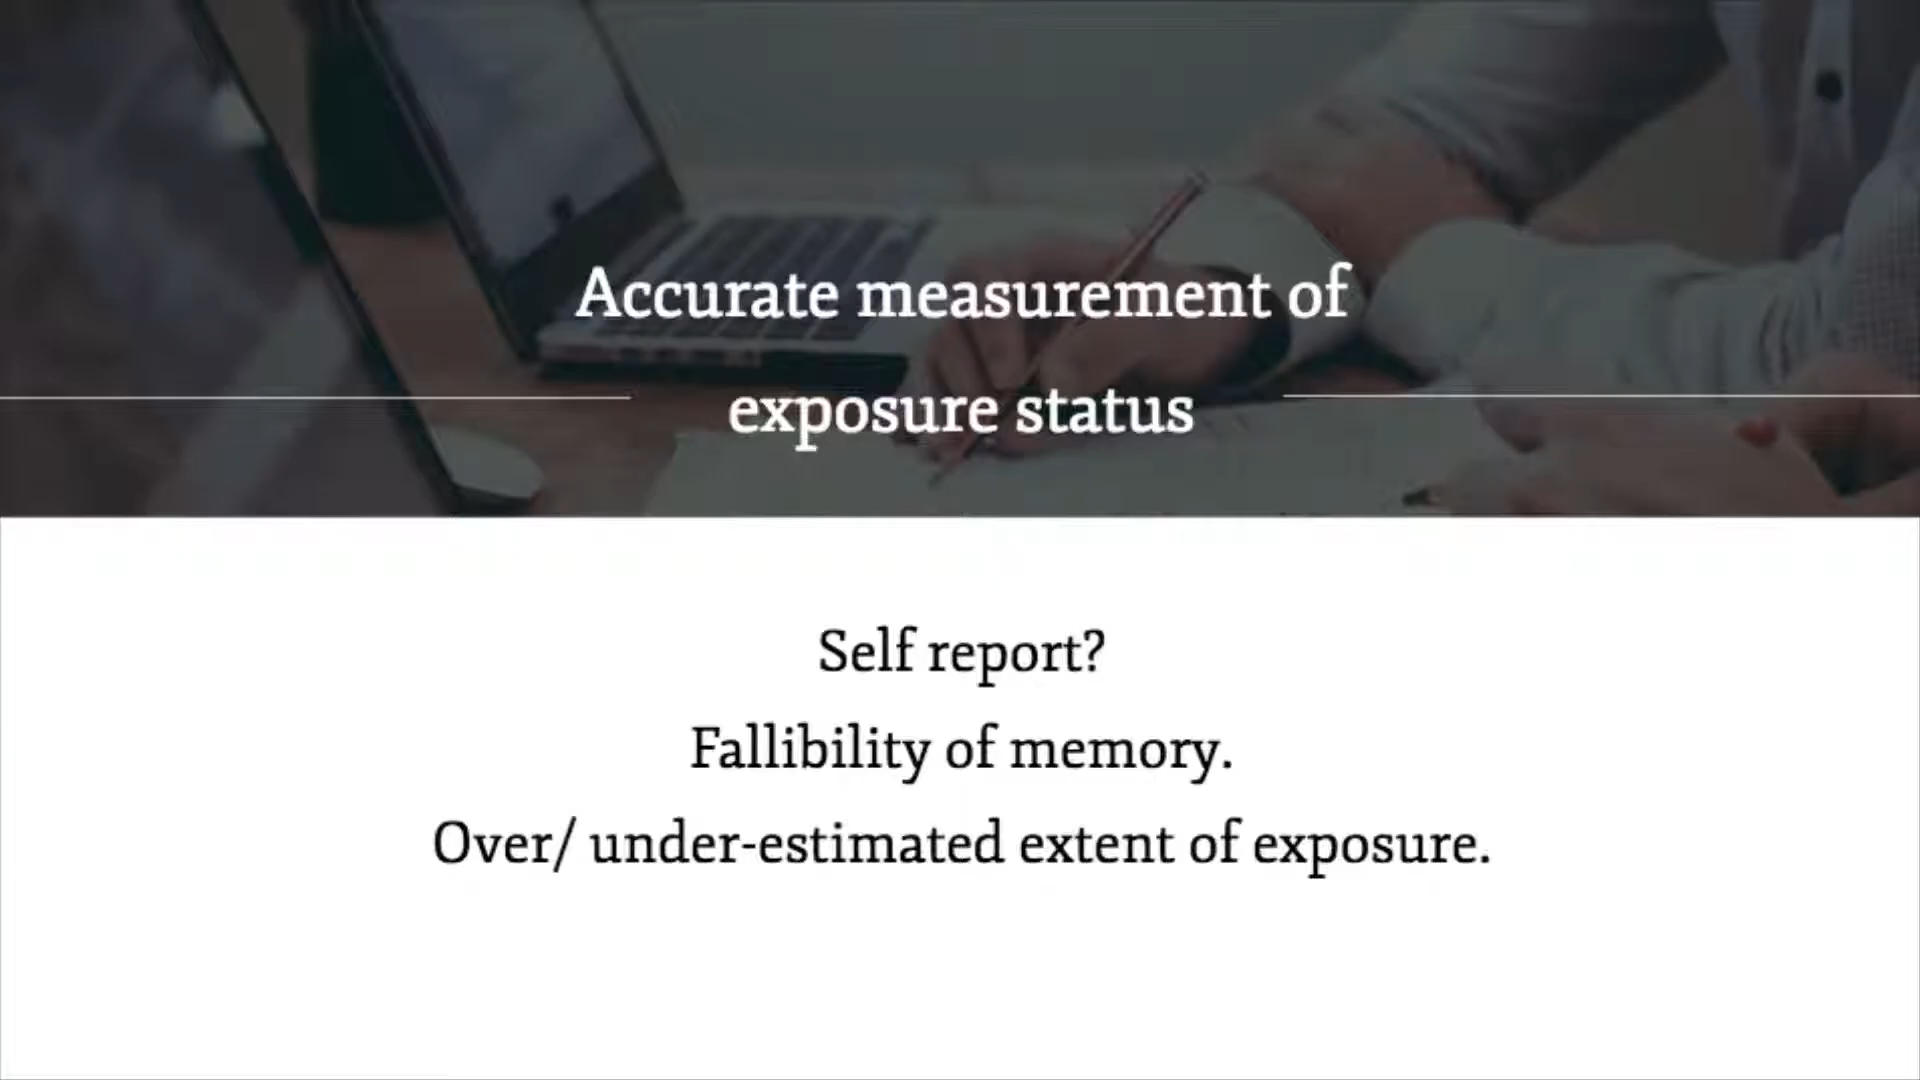 Accurate measurement of
exposure status
Self report?
Fallibility of memory.
Over/ under-estimated extent of exposure.